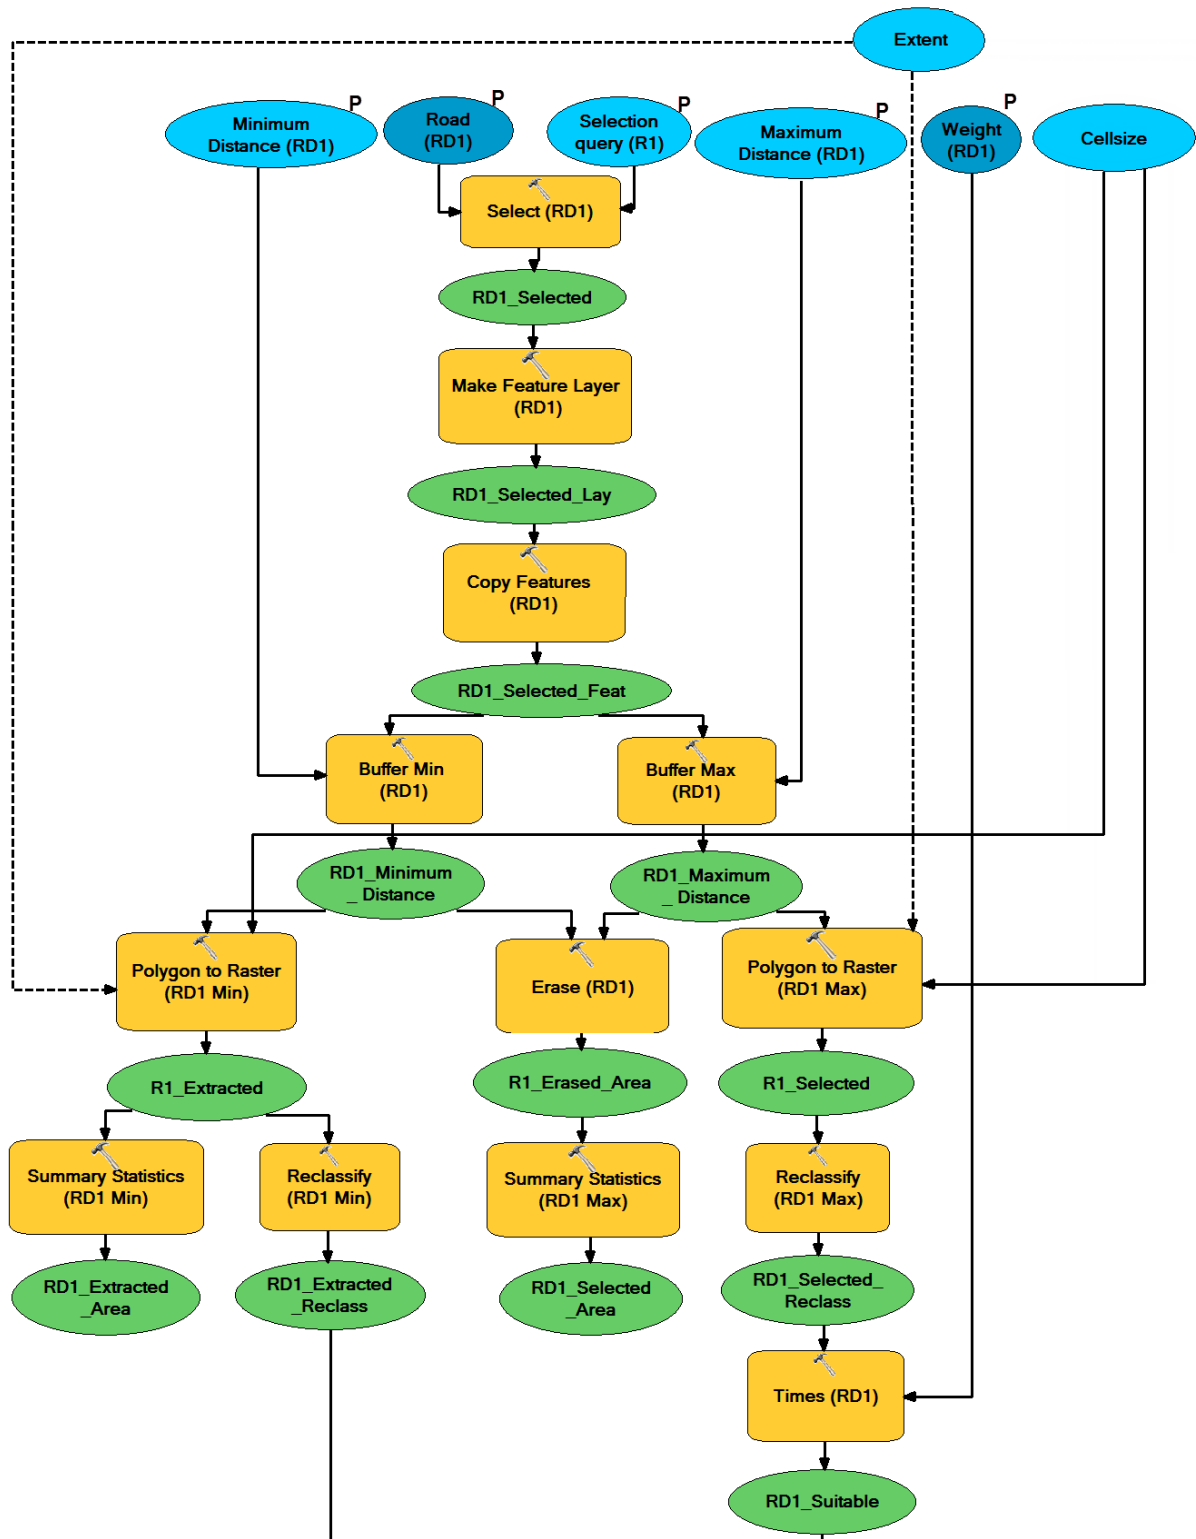 Extent
P
P
P
P
P
Minimum
Distance (RD1)
Road
(RD1)
Selection
query (R1)
Maximum
Distance (RD1)
Weight
(RD1)
Cellsize
Select (RD1)
RD1_Selected
Make Feature Layer
(RD1)
RD1_Selected_Lay
Copy Features
(RD1)
RD1_Selected_Feat
Buffer Min
(RD1)
Buffer Max
(RD1)
RD1_Minimum
_ Distance
RD1_Maximum
_ Distance
Polygon to Raster
(RD1 Min)
Erase (RD1)
Polygon to Raster
(RD1 Max)
R1_Extracted
R1_Erased_Area
R1_Selected
Summary Statistics
(RD1 Min)
Reclassify
(RD1 Min)
Summary Statistics
(RD1 Max)
Reclassify
(RD1 Max)
RD1_Extracted
_Area
RD1_Extracted
_Reclass
RD1_Selected
_Area
RD1_Selected_
Reclass
Times (RD1)
RD1_Suitable